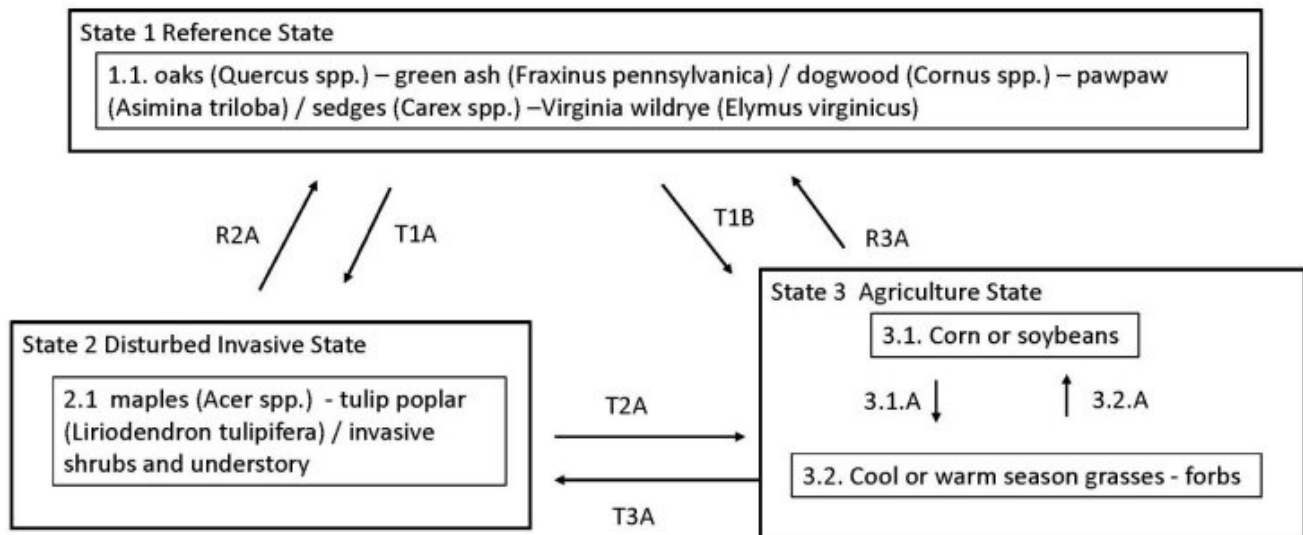 State 1 Reference State
1.1. oaks (Quercus spp.) – green ash (Fraxinus pennsylvanica) / dogwood (Cornus spp.) – pawpaw
(Asimina triloba) / sedges (Carex spp.) –Virginia wildrye (Elymus virginicus)
R2A
T1A
T1B
R3A
State 2 Disturbed Invasive State
2.1 maples (Acer spp.) - tulip poplar
(Liriodendron tulipifera) / invasive
shrubs and understory
T2A
T3A
State 3 Agriculture State
3.1. Corn or soybeans
3.1.A
3.2.A
3.2. Cool or warm season grasses - forbs